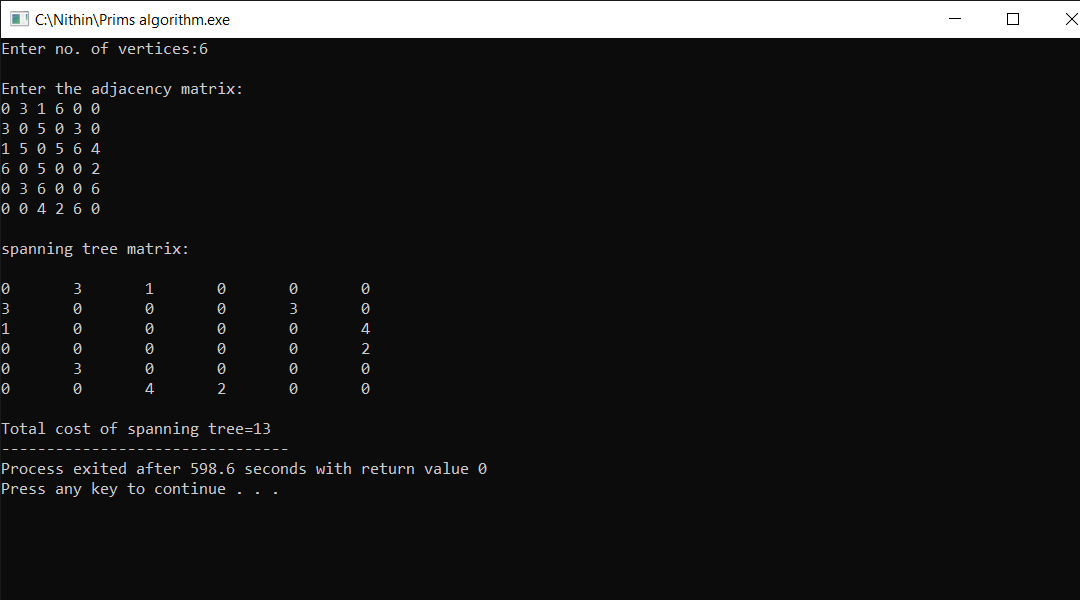 C:\Nithin\Prims algorithm.exe
Enter no. of vertices:6
Enter the adjacency matrix:
0 3 1 6 0 0
3 0 5 0 3 0
1 5 0 5 6 4
6 0 5 0 0 2
0 3 6 0 0 6
0 0 4 2 6 0
spanning tree matrix:
0 3 1 0 0 0
3 0 0 0 3 0
1 0 0 0 0 4
0 0 0 0 0 2
0 3 0 0 0 0
0 0 4 2 0 0
Total cost of spanning tree=13
--------------------------------
Process exited after 598.6 seconds with return value 0
Press any key to continue . . .